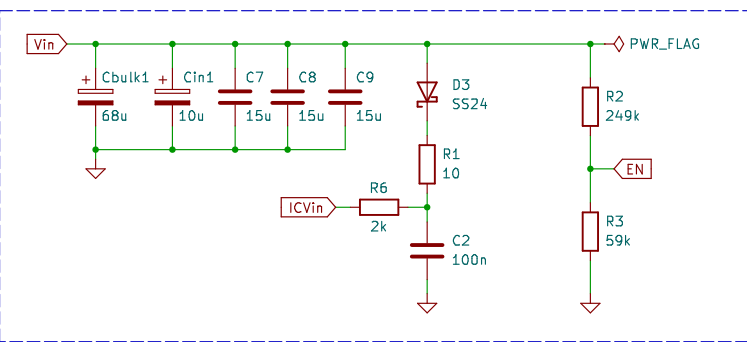 Vin
PWR_FLAG
+
Cbulk1
68u
+
Cin1
10u
C7
15u
C8
15u
C9
15u
D3
SS24
R2
249k
R1
10
EN
R6
2k
ICVin
R3
59k
C2
100n